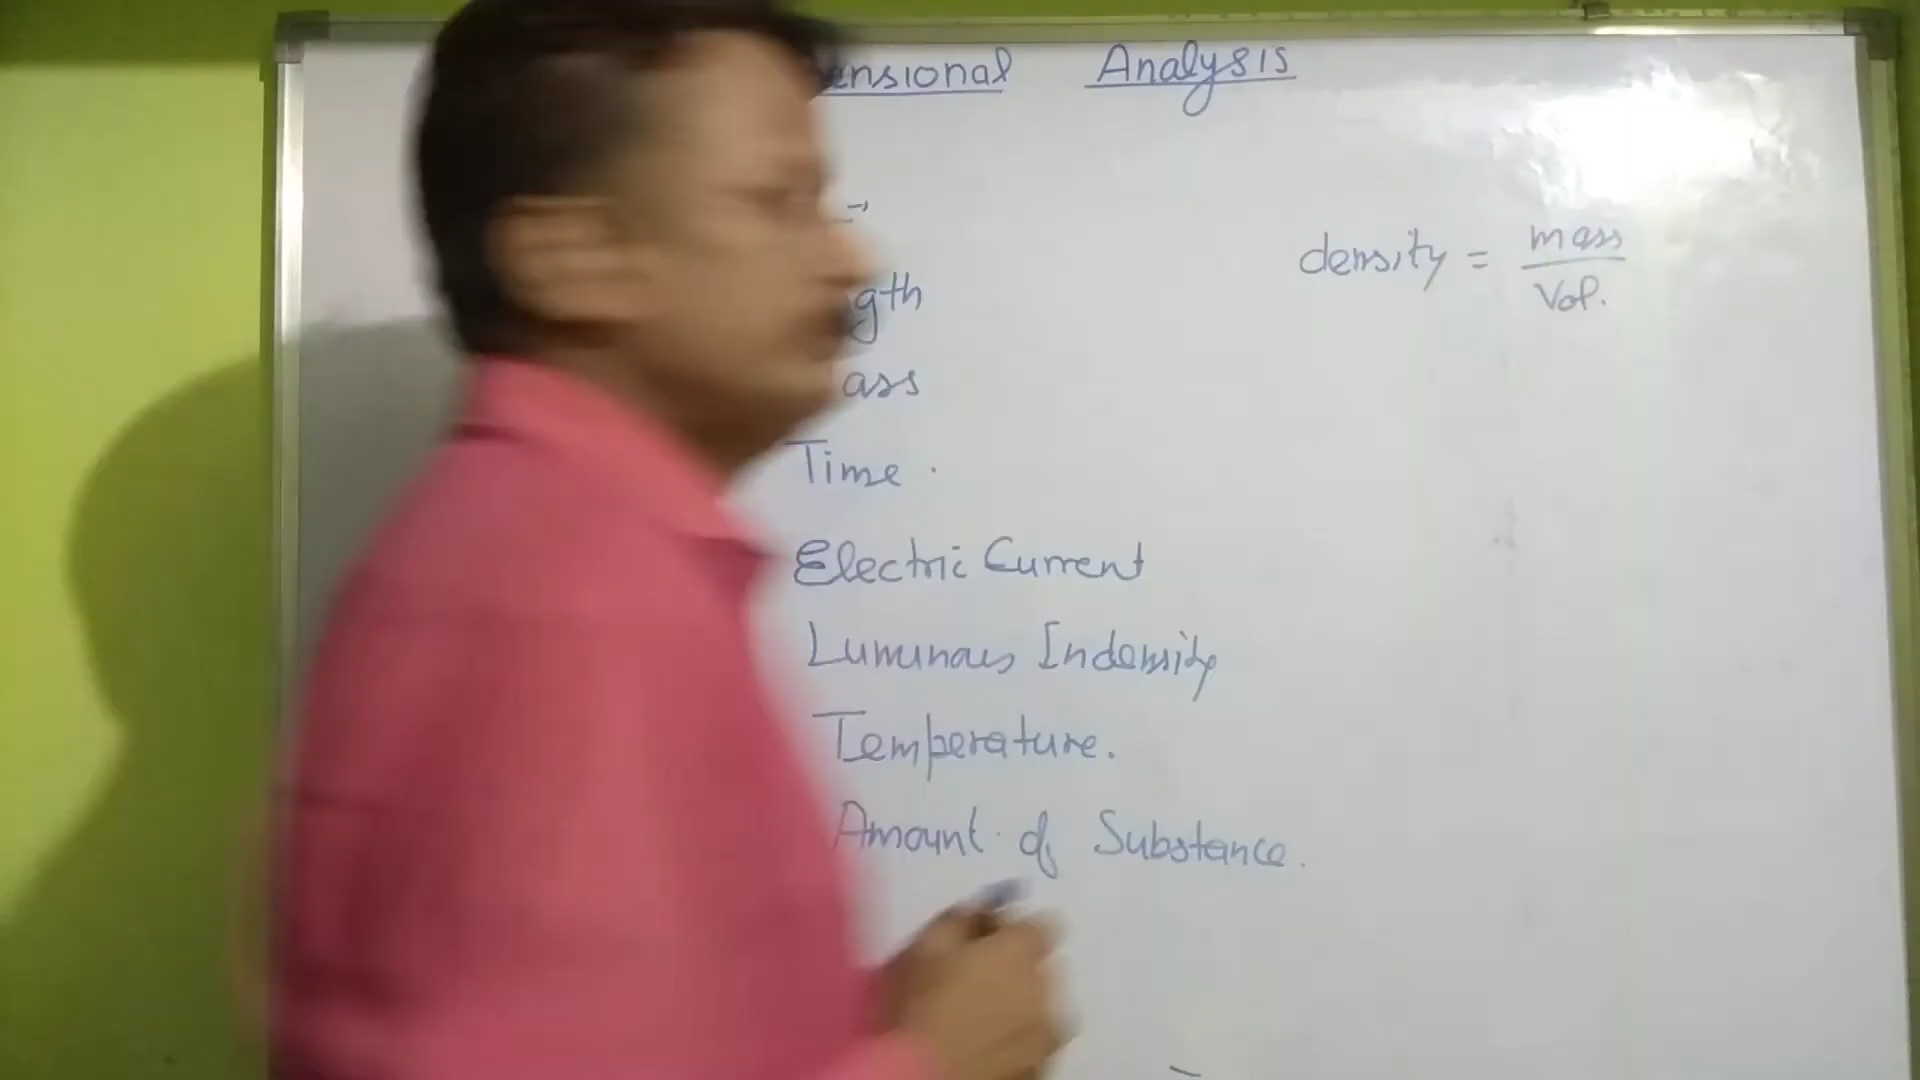 ensional Analysis
density = mass / Vol.
gth
ass
Time .
Electric Current
Luminous Indensity
Temperature.
Amount of Substance.